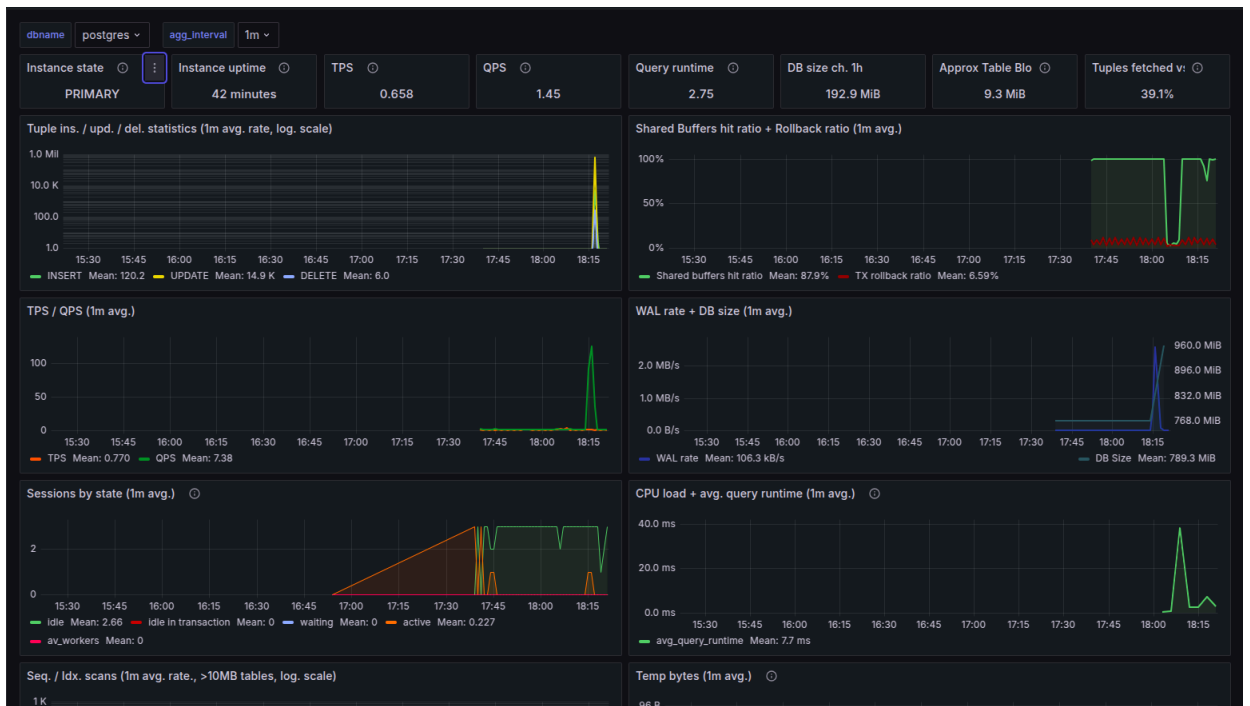 dbname postgres agg_interval 1m
Instance state
PRIMARY
Instance uptime
42 minutes
TPS
0.658
QPS
1.45
Query runtime
2.75
DB size ch. 1h
192.9 MiB
Approx Table Blo
9.3 MiB
Tuples fetched v
39.1%
Tuple ins. / upd. / del. statistics (1m avg. rate, log. scale)
1.0 Mil
10.0 K
100.0
1.0
15:30 15:45 16:00 16:15 16:30 16:45 17:00 17:15 17:30 17:45 18:00 18:15
INSERT Mean: 120.2 UPDATE Mean: 14.9 K DELETE Mean: 6.0
Shared Buffers hit ratio + Rollback ratio (1m avg.)
100%
50%
0%
15:30 15:45 16:00 16:15 16:30 16:45 17:00 17:15 17:30 17:45 18:00 18:15
Shared buffers hit ratio Mean: 87.9% TX rollback ratio Mean: 6.59%
TPS / QPS (1m avg.)
100
50
0
15:30 15:45 16:00 16:15 16:30 16:45 17:00 17:15 17:30 17:45 18:00 18:15
TPS Mean: 0.770 QPS Mean: 7.38
WAL rate + DB size (1m avg.)
2.0 MB/s
1.0 MB/s
0.0 B/s
960.0 MiB
896.0 MiB
832.0 MiB
768.0 MiB
15:30 15:45 16:00 16:15 16:30 16:45 17:00 17:15 17:30 17:45 18:00 18:15
WAL rate Mean: 106.3 kB/s DB Size Mean: 789.3 MiB
Sessions by state (1m avg.)
2
0
15:30 15:45 16:00 16:15 16:30 16:45 17:00 17:15 17:30 17:45 18:00 18:15
idle Mean: 2.66 idle in transaction Mean: 0 waiting Mean: 0 active Mean: 0.227
av_workers Mean: 0
CPU load + avg. query runtime (1m avg.)
40.0 ms
20.0 ms
0.0 ms
15:30 15:45 16:00 16:15 16:30 16:45 17:00 17:15 17:30 17:45 18:00 18:15
avg_query_runtime Mean: 7.7 ms
Seq. / Idx. scans (1m avg. rate., >10MB tables, log. scale)
1 K
Temp bytes (1m avg.)
96 B